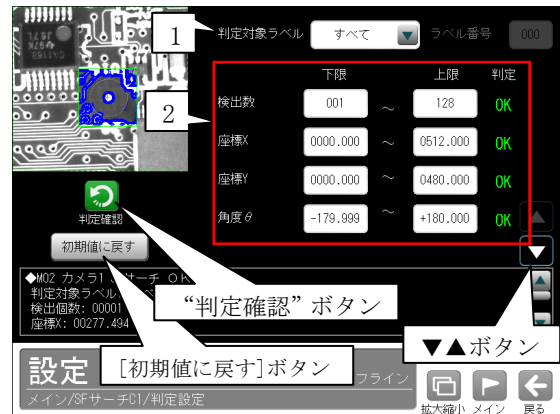 1
判定対象ラベル すべて ラベル番号 000
下限 上限 判定
2
検出数 001 ～ 128 OK
座標X 0000.000 ～ 0512.000 OK
座標Y 0000.000 ～ 0480.000 OK
角度θ -179.999 ～ +180.000 OK
判定確認
初期値に戻す
◆M02 カメラ1
判定対象ラベル
検出個数: 00001
座標X: 00277.494
“判定確認” ボタン
[初期値に戻す]ボタン
▼▲ボタン
設定
フライン
メイン/SFサーチC1/判定設定
拡大縮小 メイン 戻る